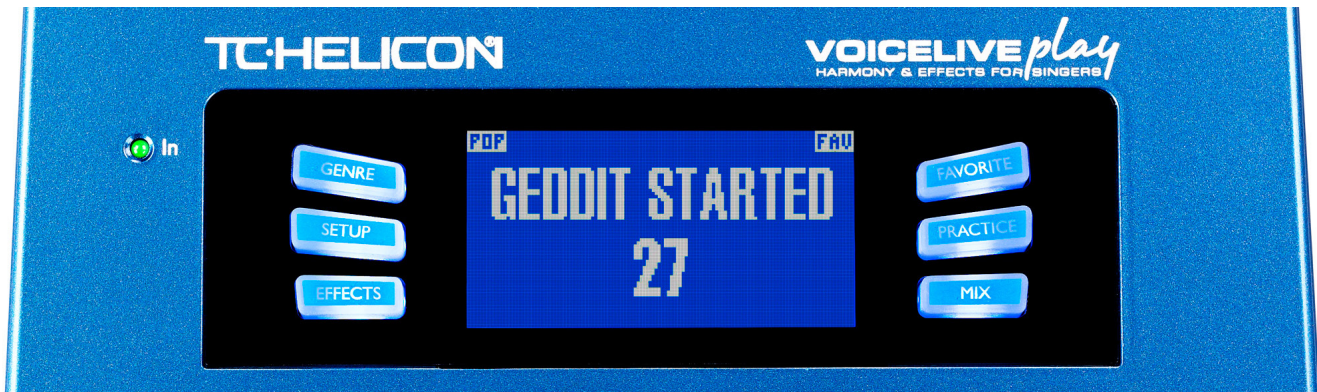 TC·HELICON®
VOICELIVE play
HARMONY & EFFECTS FOR SINGERS
In
GENRE
SETUP
EFFECTS
POP
FAV
GEDDIT STARTED
27
FAVORITE
PRACTICE
MIX